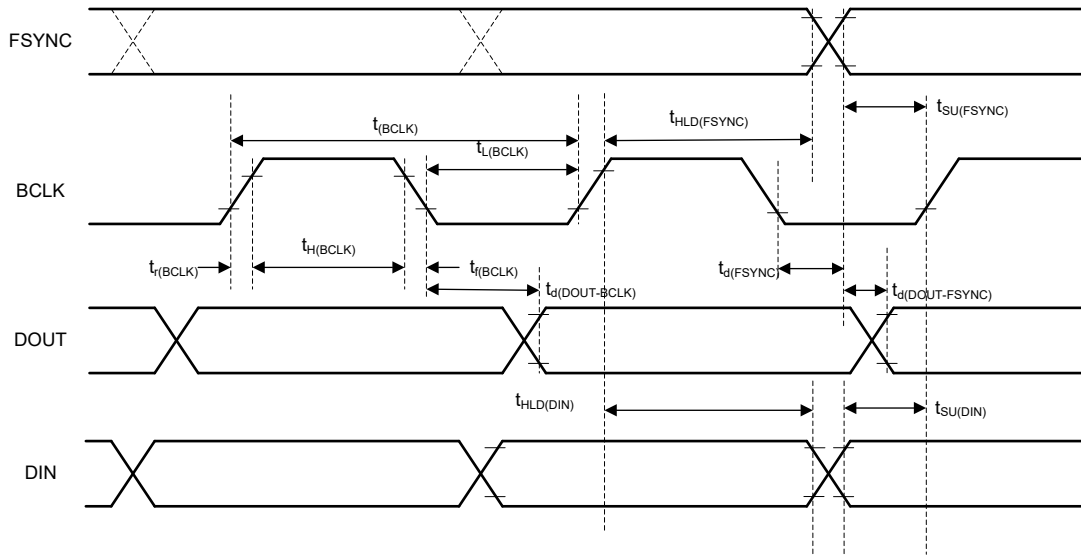 FSYNC
t(BCLK)
tHLD(FSYNC)
tSU(FSYNC)
tL(BCLK)
BCLK
tH(BCLK)
tr(BCLK)
tf(BCLK)
td(FSYNC)
td(DOUT-BCLK)
td(DOUT-FSYNC)
DOUT
tHLD(DIN)
tSU(DIN)
DIN